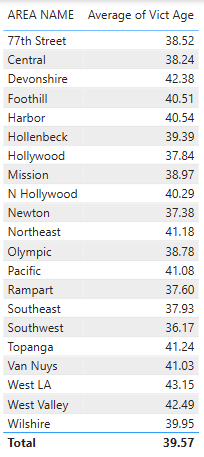 AREA NAME Average of Vict Age
77th Street 38.52
Central 38.24
Devonshire 42.38
Foothill 40.51
Harbor 40.54
Hollenbeck 39.39
Hollywood 37.84
Mission 38.97
N Hollywood 40.29
Newton 37.38
Northeast 41.18
Olympic 38.78
Pacific 41.08
Rampart 37.60
Southeast 37.93
Southwest 36.17
Topanga 41.24
Van Nuys 41.03
West LA 43.15
West Valley 42.49
Wilshire 39.95
Total 39.57